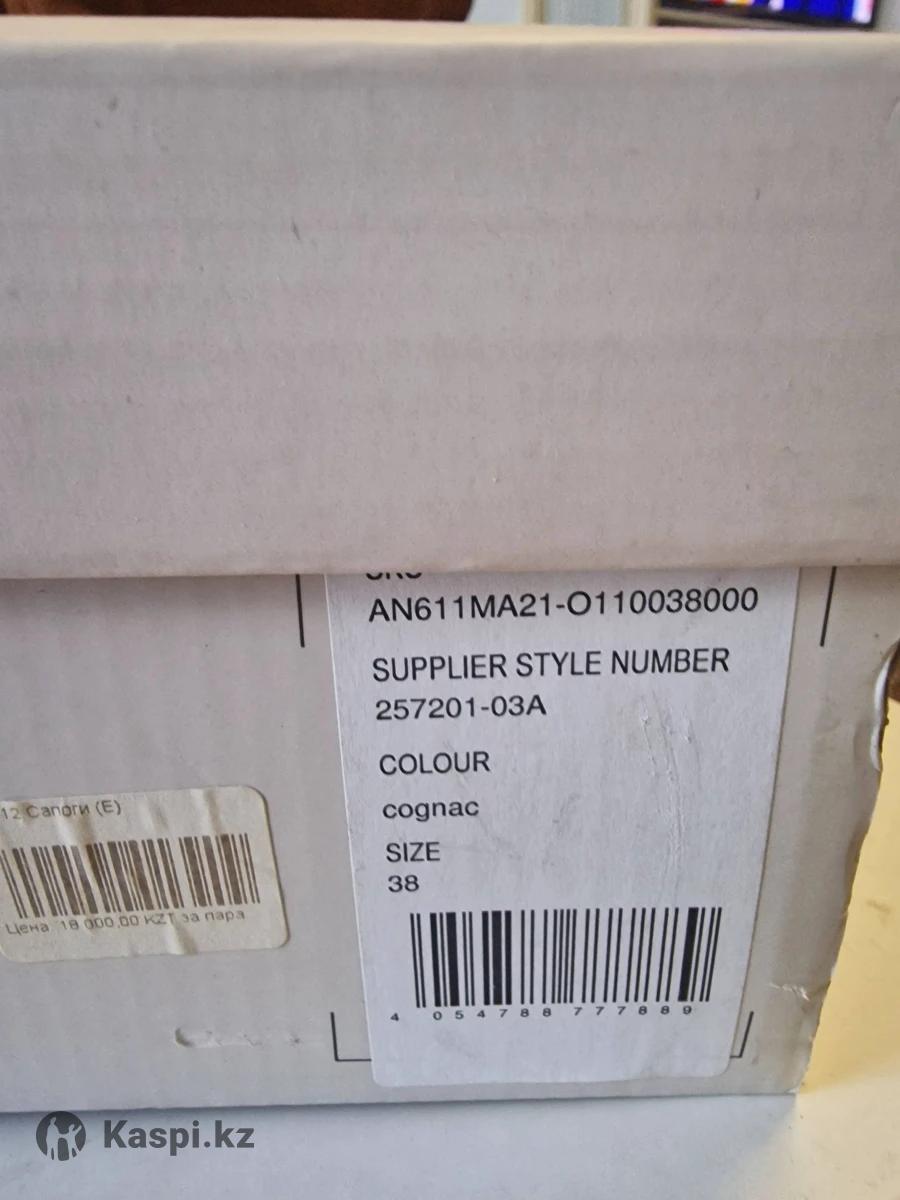 AN611MA21-O110038000
SUPPLIER STYLE NUMBER
257201-03A
COLOUR
cognac
SIZE
38
4 054788 777889
12 Сапоги (E)
Цена: 18 000,00 KZT за пара
Kaspi.kz